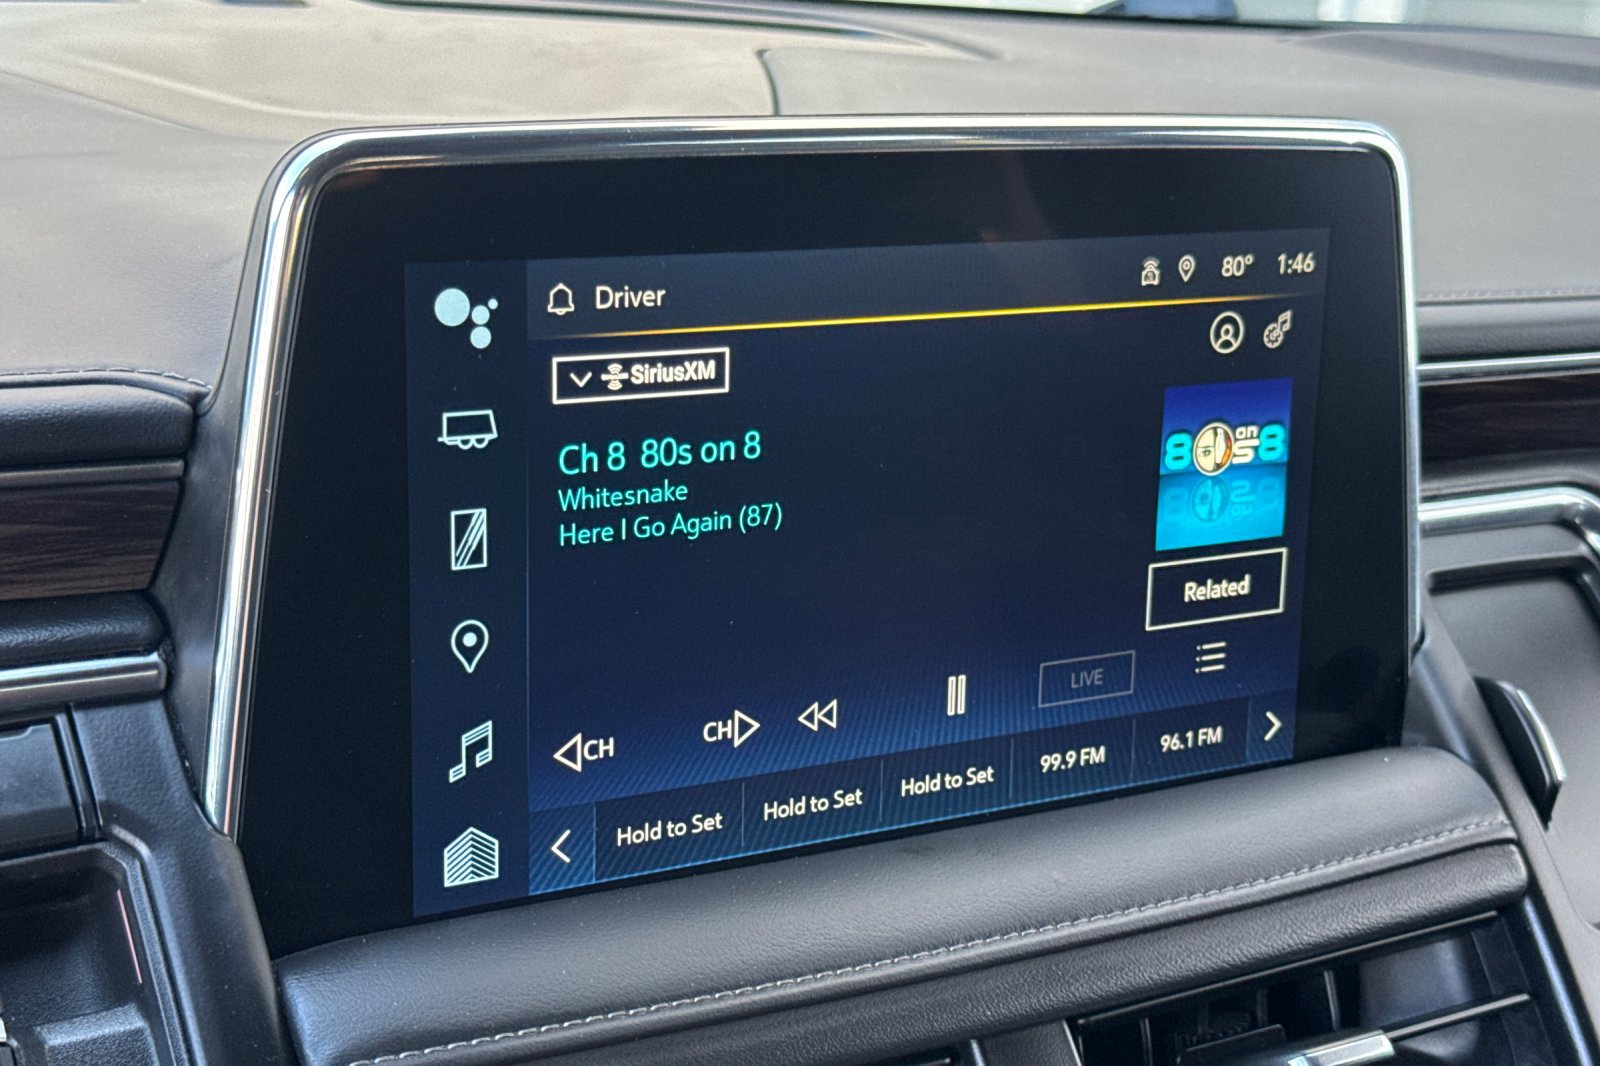 Driver
80° 1:46
SiriusXM
Ch 8 80s on 8
Whitesnake
Here I Go Again (87)
80s on 8
Related
CH
CH
LIVE
Hold to Set
Hold to Set
Hold to Set
99.9 FM
96.1 FM